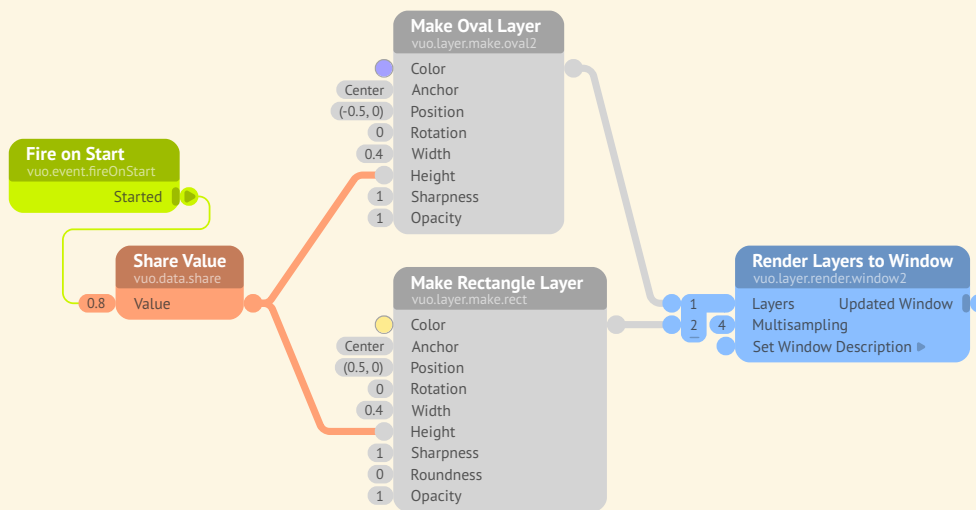 Fire on Start
vuo.event.fireOnStart
Started
Share Value
vuo.data.share
0.8
Value
Make Oval Layer
vuo.layer.make.oval2
Color
Center
Anchor
(-0.5, 0)
Position
0
Rotation
0.4
Width
Height
1
Sharpness
1
Opacity
Make Rectangle Layer
vuo.layer.make.rect
Color
Center
Anchor
(0.5, 0)
Position
0
Rotation
0.4
Width
Height
1
Sharpness
0
Roundness
1
Opacity
Render Layers to Window
vuo.layer.render.window2
1
Layers
Updated Window
2
4
Multisampling
Set Window Description